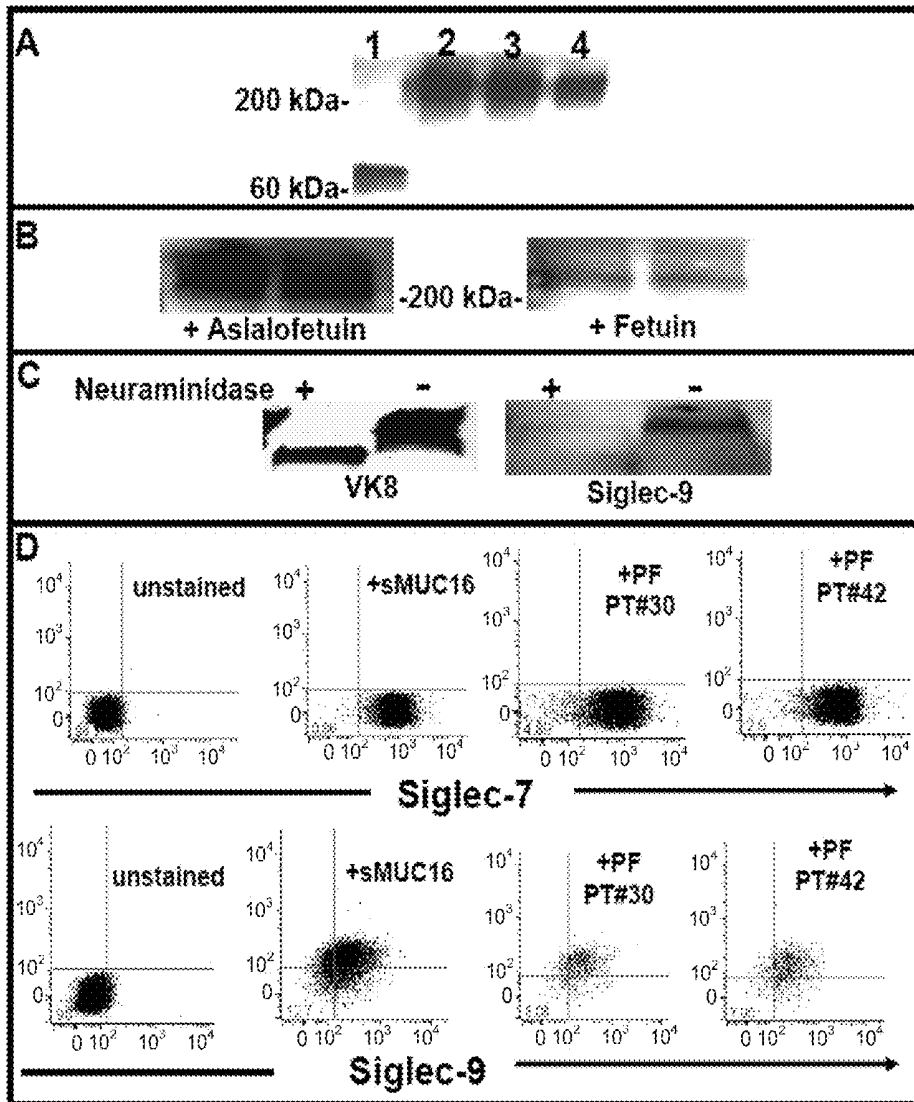 A
1 2 3 4
200 kDa-
60 kDa-
B
-200 kDa-
+ Asialofetuin + Fetuin
C
Neuraminidase + - + -
VK8 Siglec-9
D
unstained +sMUC16 +PF PT#30 +PF PT#42
10⁴ 10⁴ 10⁴ 10⁴
10³ 10³ 10³ 10³
10² 10² 10² 10²
0 0 0 0
0 10² 10³ 0 10² 10³ 10⁴ 0 10² 10³ 10⁴ 0 10² 10³ 10⁴
Siglec-7
unstained +sMUC16 +PF PT#30 +PF PT#42
10⁴ 10⁴ 10⁴ 10⁴
10³ 10³ 10³ 10³
10² 10² 10² 10²
0 0 0 0
0 10² 10³ 10⁴ 0 10² 10³ 10⁴ 0 10² 10³ 10⁴ 0 10² 10³ 10⁴
Siglec-9